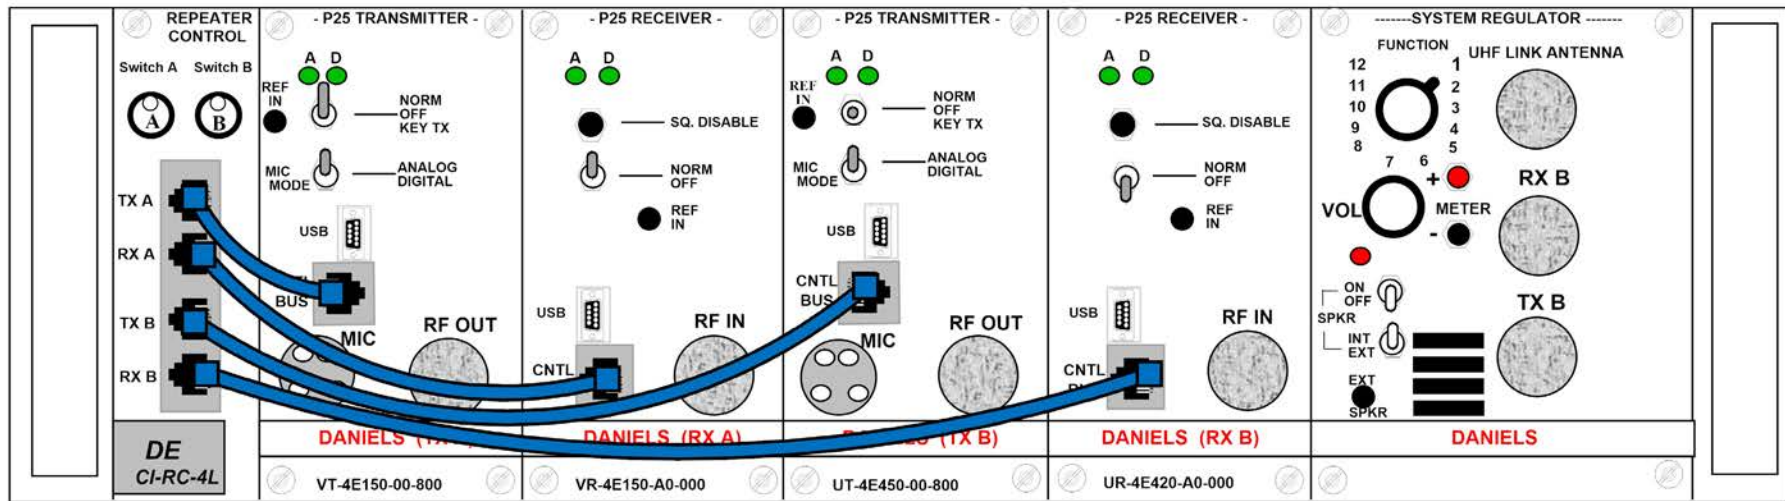 REPEATER
CONTROL
Switch A Switch B
A B
TX A
RX A
TX B
RX B
DE
CI-RC-4L
- P25 TRANSMITTER -
A D
REF
IN
NORM
OFF
KEY TX
MIC
MODE
ANALOG
DIGITAL
USB
BUS
MIC
RF OUT
DANIELS
VT-4E150-00-800
- P25 RECEIVER -
A D
SQ. DISABLE
NORM
OFF
REF
IN
USB
RF IN
CNTL
DANIELS (RX A)
VR-4E150-A0-000
- P25 TRANSMITTER -
A D
REF
IN
NORM
OFF
KEY TX
MIC
MODE
ANALOG
DIGITAL
USB
CNTL
BUS
MIC
RF OUT
DANIELS (TX B)
UT-4E450-00-800
- P25 RECEIVER -
A D
SQ. DISABLE
NORM
OFF
REF
IN
USB
RF IN
CNTL
DANIELS (RX B)
UR-4E420-A0-000
-------SYSTEM REGULATOR ------
FUNCTION
UHF LINK ANTENNA
12 1
11 2
10 3
9 4
8 5
7 6
+
RX B
VOL
METER
-
ON
OFF
SPKR
INT
EXT
TX B
EXT
SPKR
DANIELS